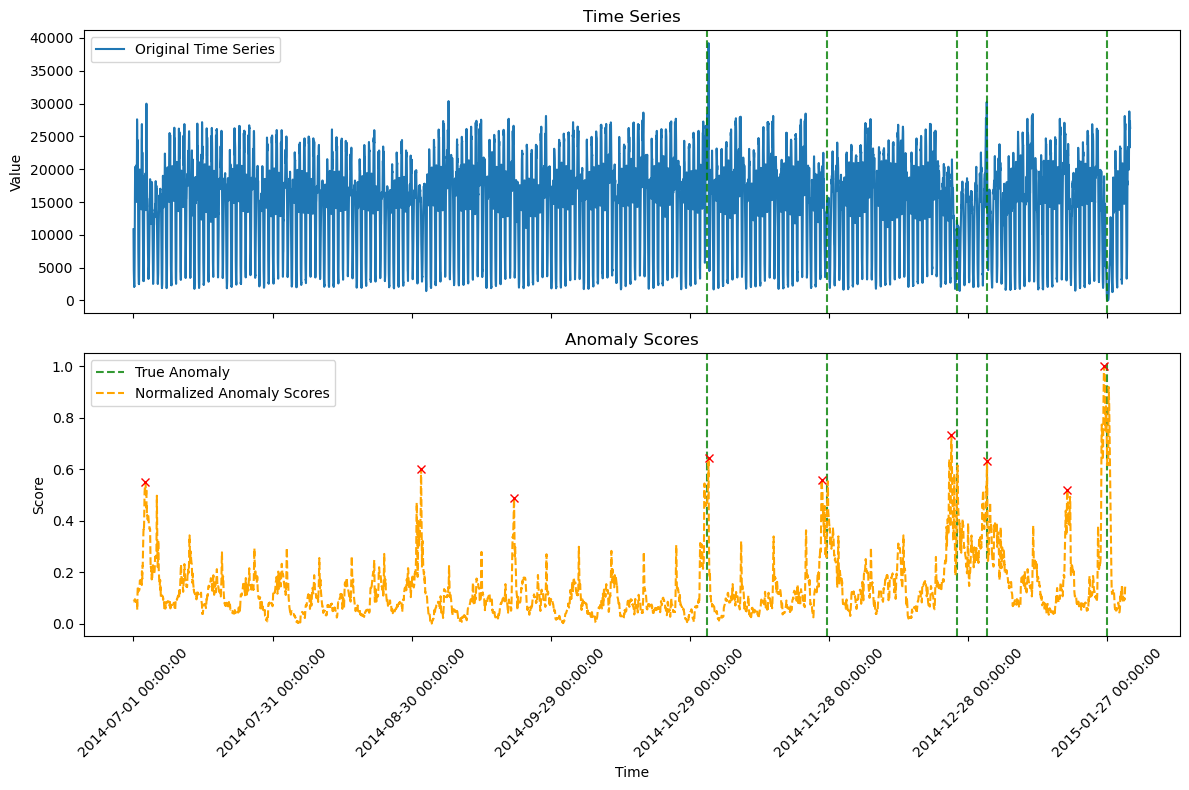 Time Series
Original Time Series
40000
35000
30000
25000
20000
15000
10000
5000
0
Value
Anomaly Scores
True Anomaly
Normalized Anomaly Scores
1.0
0.8
0.6
0.4
0.2
0.0
Score
2014-07-01 00:00:00
2014-07-31 00:00:00
2014-08-30 00:00:00
2014-09-29 00:00:00
2014-10-29 00:00:00
2014-11-28 00:00:00
2014-12-28 00:00:00
2015-01-27 00:00:00
Time